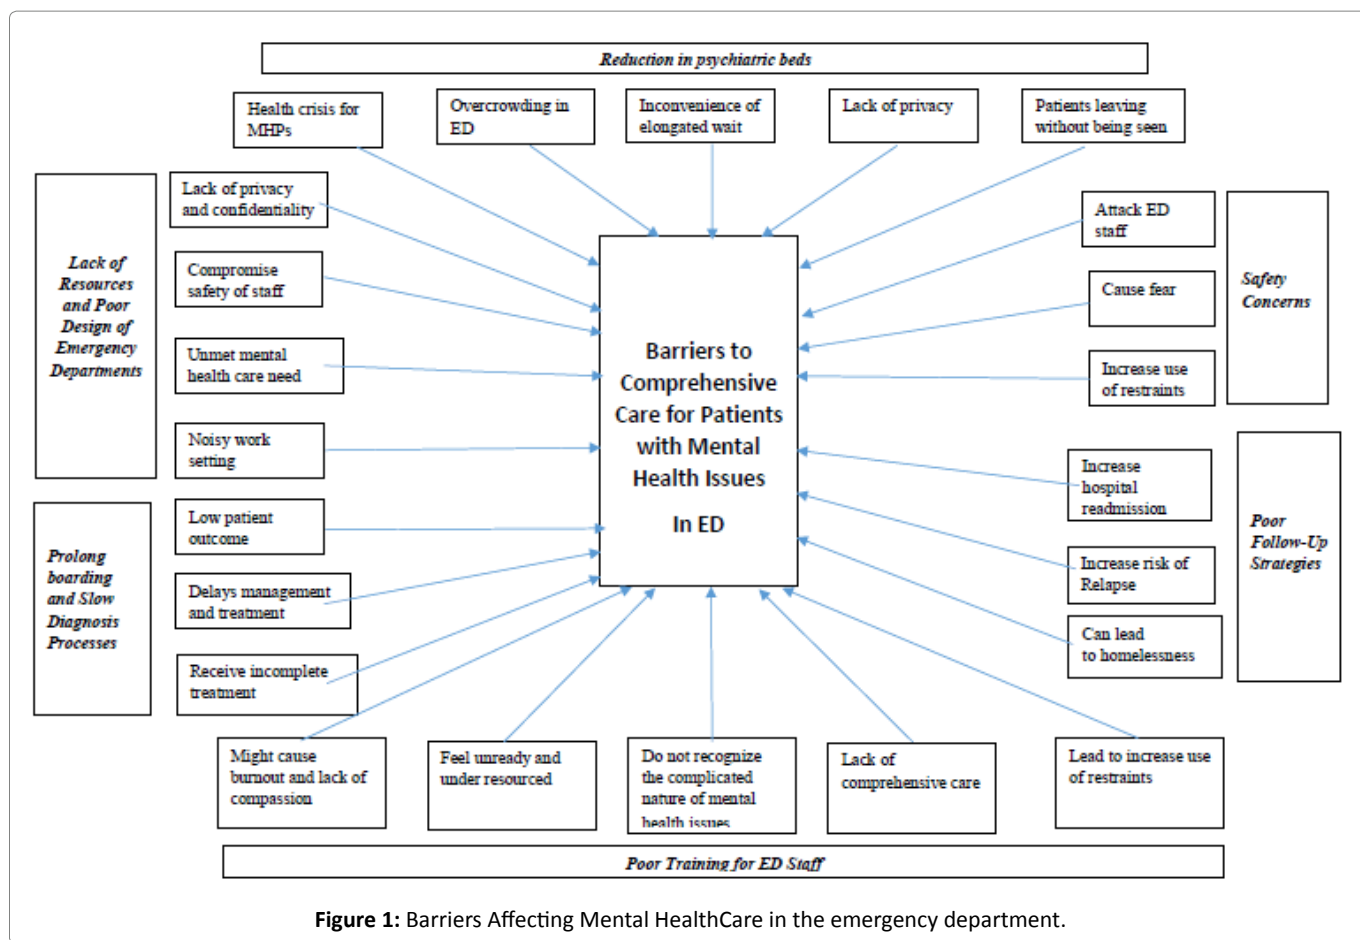 Reduction in psychiatric beds
Health crisis for
MHPs
Overcrowding in
ED
Inconvenience of
elongated wait
Lack of privacy
Patients leaving
without being seen
Lack of
Resources
and Poor
Design of
Emergency
Departments
Lack of privacy
and confidentiality
Compromise
safety of staff
Unmet mental
health care need
Noisy work
setting
Prolong
boarding
and Slow
Diagnosis
Processes
Low patient
outcome
Delays management
and treatment
Receive incomplete
treatment
Barriers to
Comprehensive
Care for Patients
with Mental
Health Issues
In ED
Attack ED
staff
Cause fear
Increase use
of restraints
Safety
Concerns
Increase
hospital
readmission
Increase risk of
Relapse
Can lead
to homelessness
Poor
Follow-Up
Strategies
Might cause
burnout and lack of
compassion
Feel unready and
under resourced
Do not recognize
the complicated
nature of mental
health issues
Lack of
comprehensive care
Lead to increase use
of restraints
Poor Training for ED Staff
Figure 1: Barriers Affecting Mental HealthCare in the emergency department.